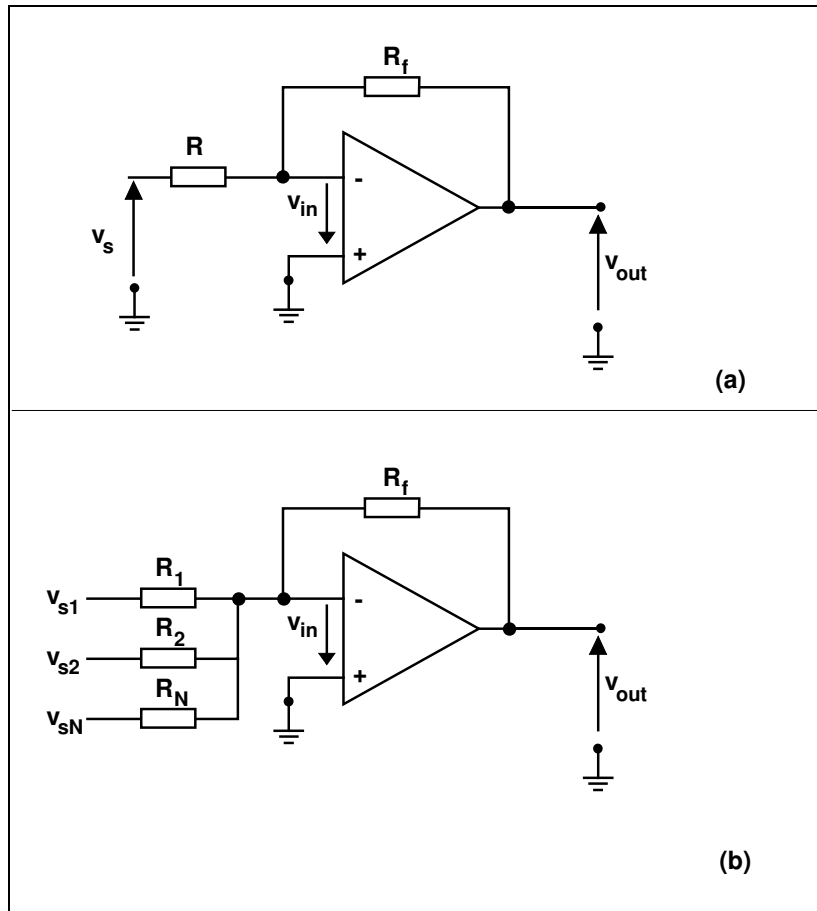 R_f
R
-
v_in
+
v_s
v_out
(a)
R_f
R_1
v_s1
-
v_in
R_2
v_s2
+
R_N
v_out
v_sN
(b)